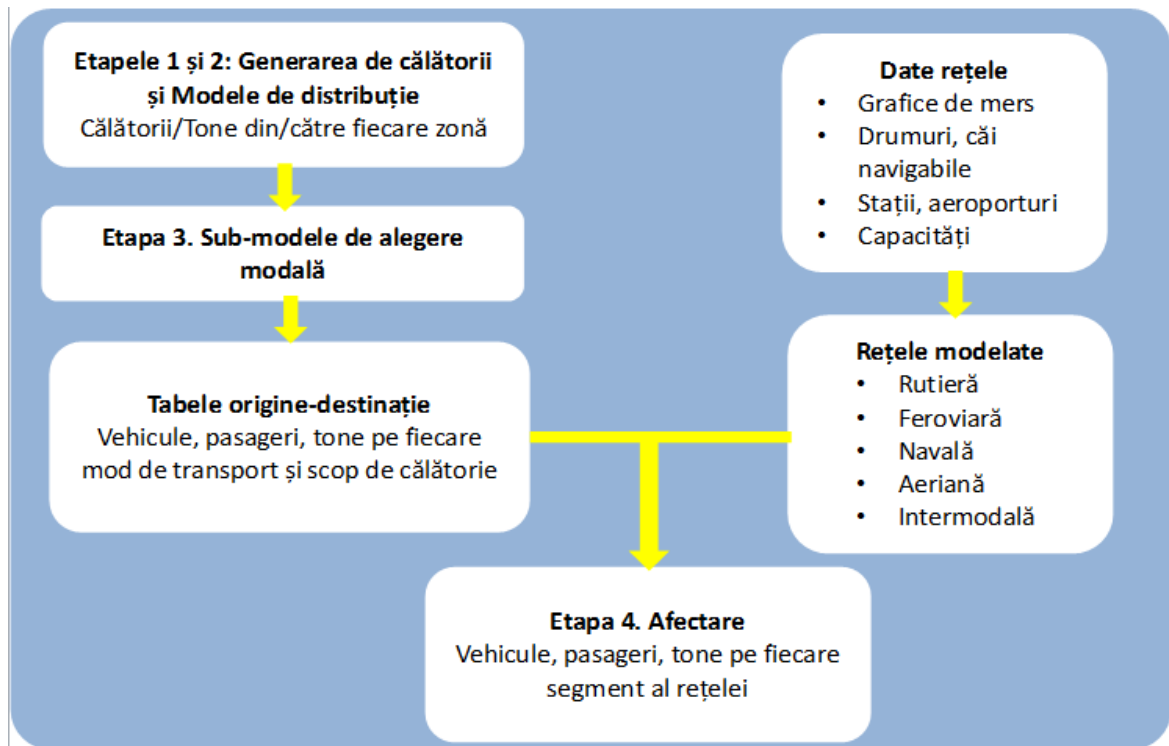 Etapele 1 și 2: Generarea de călătorii
și Modele de distribuție
Călătorii/Tone din/către fiecare zonă
Etapa 3. Sub-modele de alegere
modală
Tabele origine-destinație
Vehicule, pasageri, tone pe fiecare
mod de transport și scop de călătorie
Date rețele
• Grafice de mers
• Drumuri, căi
navigabile
• Stații, aeroporturi
• Capacități
Rețele modelate
• Rutieră
• Feroviară
• Navală
• Aeriană
• Intermodală
Etapa 4. Afectare
Vehicule, pasageri, tone pe fiecare
segment al rețelei